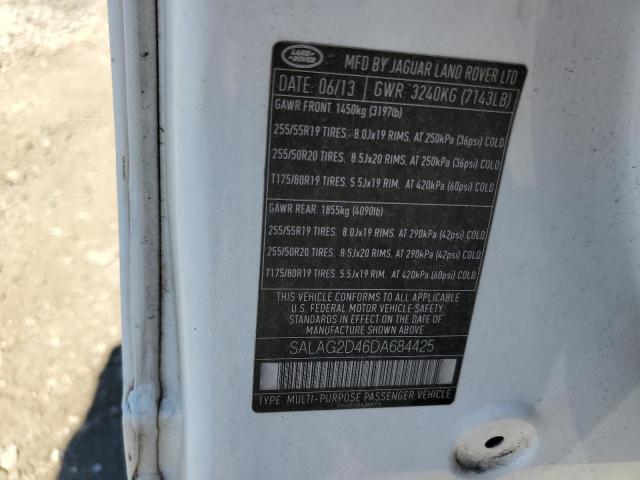 LAND
ROVER
MFD BY JAGUAR LAND ROVER LTD
DATE: 06/13 GWR: 3240KG (7143LB)
GAWR FRONT: 1450kg (3197lb)
255/55R19 TIRES.- 8.0Jx19 RIMS, AT 250kPa (36psi) COLD
255/50R20 TIRES.- 8.5Jx20 RIMS, AT 250kPa (36psi) COLD
T175/80R19 TIRES. 5.5Jx19 RIM, AT 420kPa (60psi) COLD
GAWR REAR: 1855kg (4090lb)
255/55R19 TIRES. 8.0Jx19 RIMS, AT 290kPa (42psi) COLD
255/50R20 TIRES. 8.5Jx20 RIMS, AT 290kPa (42psi) COLD
T175/80R19 TIRES. 5.5Jx19 RIM, AT 420kPa (60psi) COLD
THIS VEHICLE CONFORMS TO ALL APPLICABLE
U.S. FEDERAL MOTOR VEHICLE SAFETY
STANDARDS IN EFFECT ON THE DATE
OF MANUFACTURE SHOWN ABOVE
SALAG2D46DA684425
TYPE: MULTI-PURPOSE PASSENGER VEHICLE